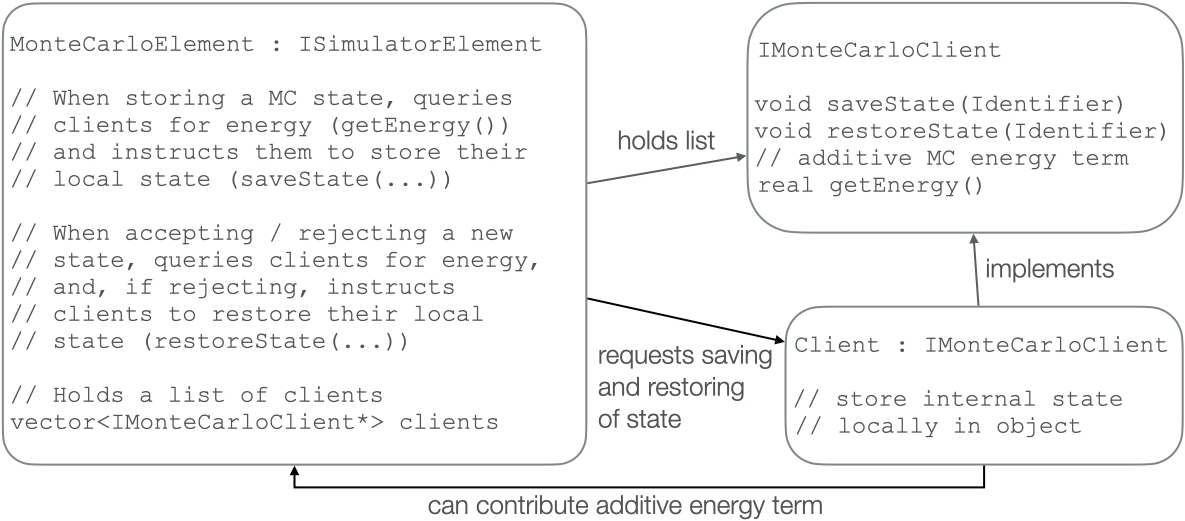 MonteCarloElement : ISimulatorElement
// When storing a MC state, queries
// clients for energy (getEnergy())
// and instructs them to store their
// local state (saveState(...))
// When accepting / rejecting a new
// state, queries clients for energy,
// and, if rejecting, instructs
// clients to restore their local
// state (restoreState(...))
// Holds a list of clients
vector<IMonteCarloClient*> clients
holds list
IMonteCarloClient
void saveState(Identifier)
void restoreState(Identifier)
// additive MC energy term
real getEnergy()
implements
requests saving
and restoring
of state
Client : IMonteCarloClient
// store internal state
// locally in object
can contribute additive energy term